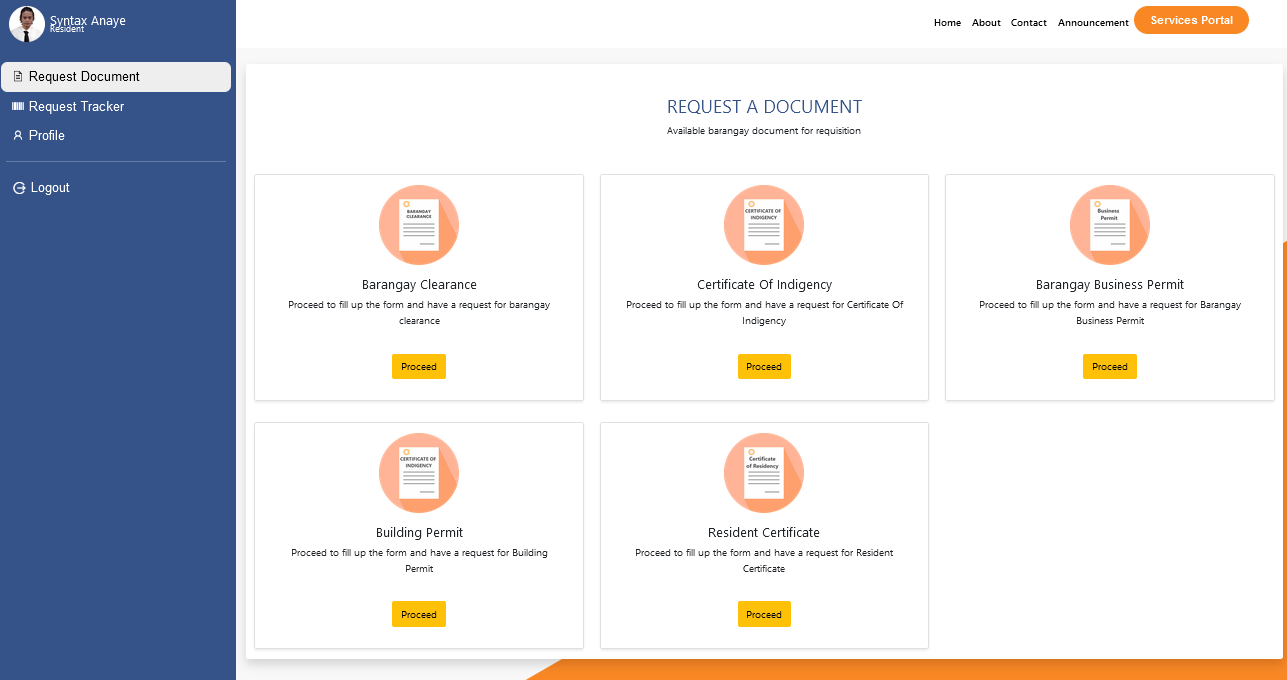 Syntax Anaye
Resident
Home About Contact Announcement Services Portal
Request Document
Request Tracker
Profile
Logout
REQUEST A DOCUMENT
Available barangay document for requisition
BARANGAY
CLEARANCE
Barangay Clearance
Proceed to fill up the form and have a request for barangay
clearance
Proceed
CERTIFICATE OF
INDIGENCY
Certificate Of Indigency
Proceed to fill up the form and have a request for Certificate Of
Indigency
Proceed
Business
Permit
Barangay Business Permit
Proceed to fill up the form and have a request for Barangay
Business Permit
Proceed
CERTIFICATE OF
INDIGENCY
Building Permit
Proceed to fill up the form and have a request for Building
Permit
Proceed
Certificate
of Residency
Resident Certificate
Proceed to fill up the form and have a request for Resident
Certificate
Proceed